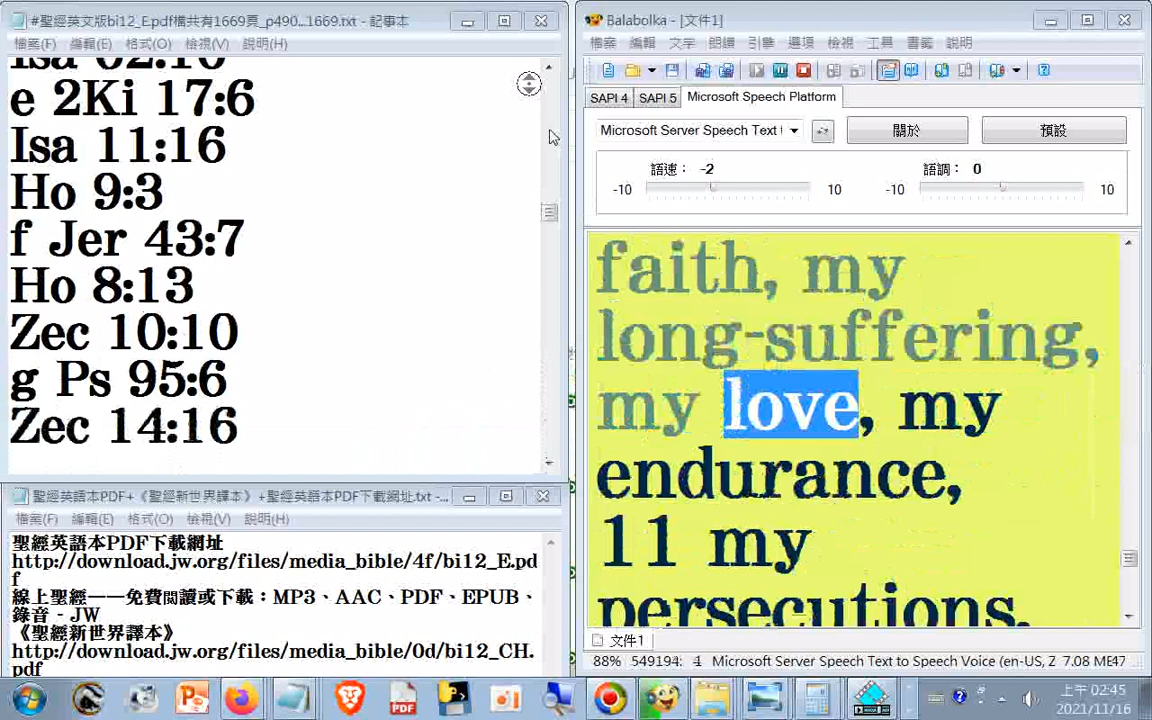 #聖經英文版bi12_E.pdf橫共有1669頁_p490...1669.txt - 記事本
檔案(F) 編輯(E) 格式(O) 檢視(V) 說明(H)
Isa 62:10
e 2Ki 17:6
Isa 11:16
Ho 9:3
f Jer 43:7
Ho 8:13
Zec 10:10
g Ps 95:6
Zec 14:16
聖經英語本PDF+《聖經新世界譯本》+聖經英語本PDF下載網址.txt -...
檔案(F) 編輯(E) 格式(O) 檢視(V) 說明(H)
聖經英語本PDF下載網址
http://download.jw.org/files/media_bible/4f/bi12_E.pd
f
線上聖經——免費閱讀或下載：MP3、AAC、PDF、EPUB、
錄音 - JW
《聖經新世界譯本》
http://download.jw.org/files/media_bible/0d/bi12_CH.
pdf
Balabolka - [文件1]
檔案 編輯 文字 朗讀 引擎 選項 檢視 工具 書籤 說明
SAPI 4 SAPI 5 Microsoft Speech Platform
Microsoft Server Speech Text 關於 預設
語速： -2 語調： 0
-10 10 -10 10
faith, my
long-suffering,
my love, my
endurance,
11 my
persecutions,
文件1
88% 549194: 4 Microsoft Server Speech Text to Speech Voice (en-US, Z 7.08 ME47
PDF
上午 02:45
2021/11/16